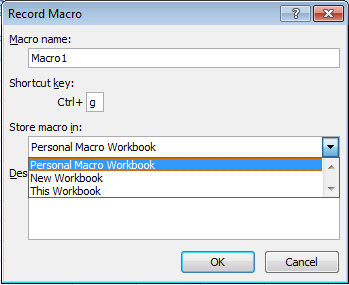 Record Macro
Macro name:
Macro1
Shortcut key:
Ctrl+ g
Store macro in:
Personal Macro Workbook
Des
Personal Macro Workbook
New Workbook
This Workbook
OK Cancel